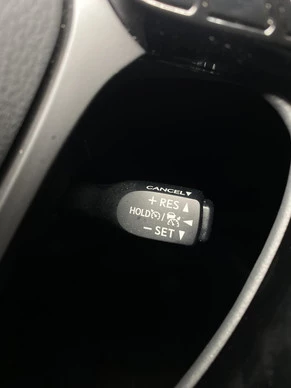 CANCEL▼
+ RES ▲
HOLD / ◄
− SET ▼